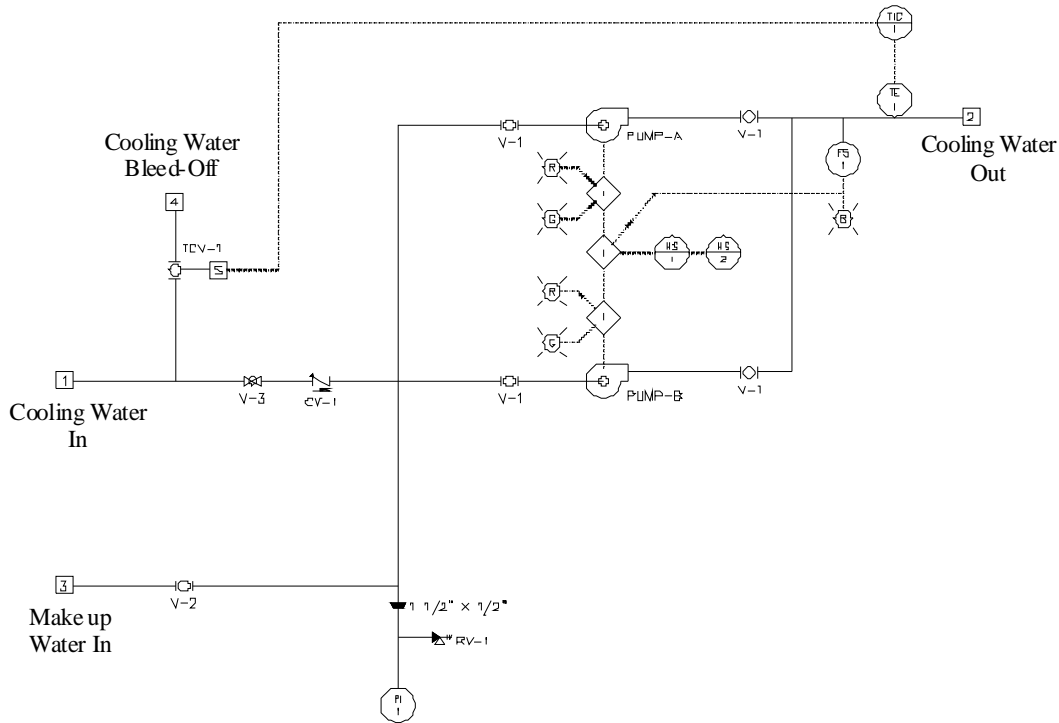 TIC
1
TE
1
2
Cooling Water
Out
Cooling Water
Bleed-Off
4
TCV-1
S
V-1
PUMP-A
V-1
FS
1
R
G
B
I
I
HS
1
HS
2
R
G
I
1
Cooling Water
In
V-3
CV-1
V-1
PUMP-B
V-1
3
Make up
Water In
V-2
1 1/2" × 1/2"
RV-1
PI
1